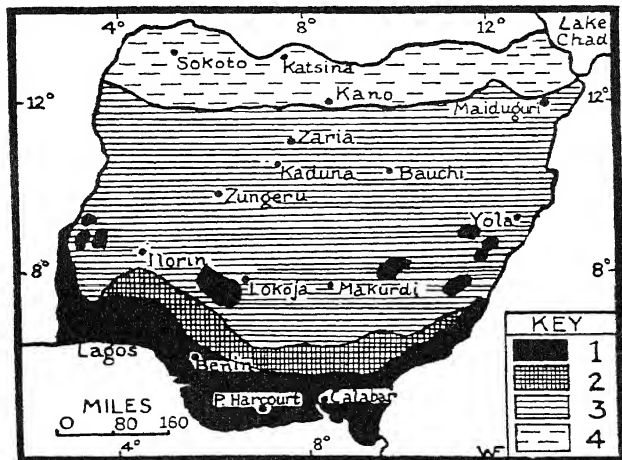 4° 8° 12° Lake
Chad
Sokoto Katsina
Kano
12° Maiduguri 12°
Zaria
Kaduna Bauchi
Zungeru
Yola
Ilorin
8° Lokoja Makurdi 8°
KEY
1
Lagos 2
Benin
P. Harcourt Calabar 3
MILES
0 80 160
4° 8° WF 4